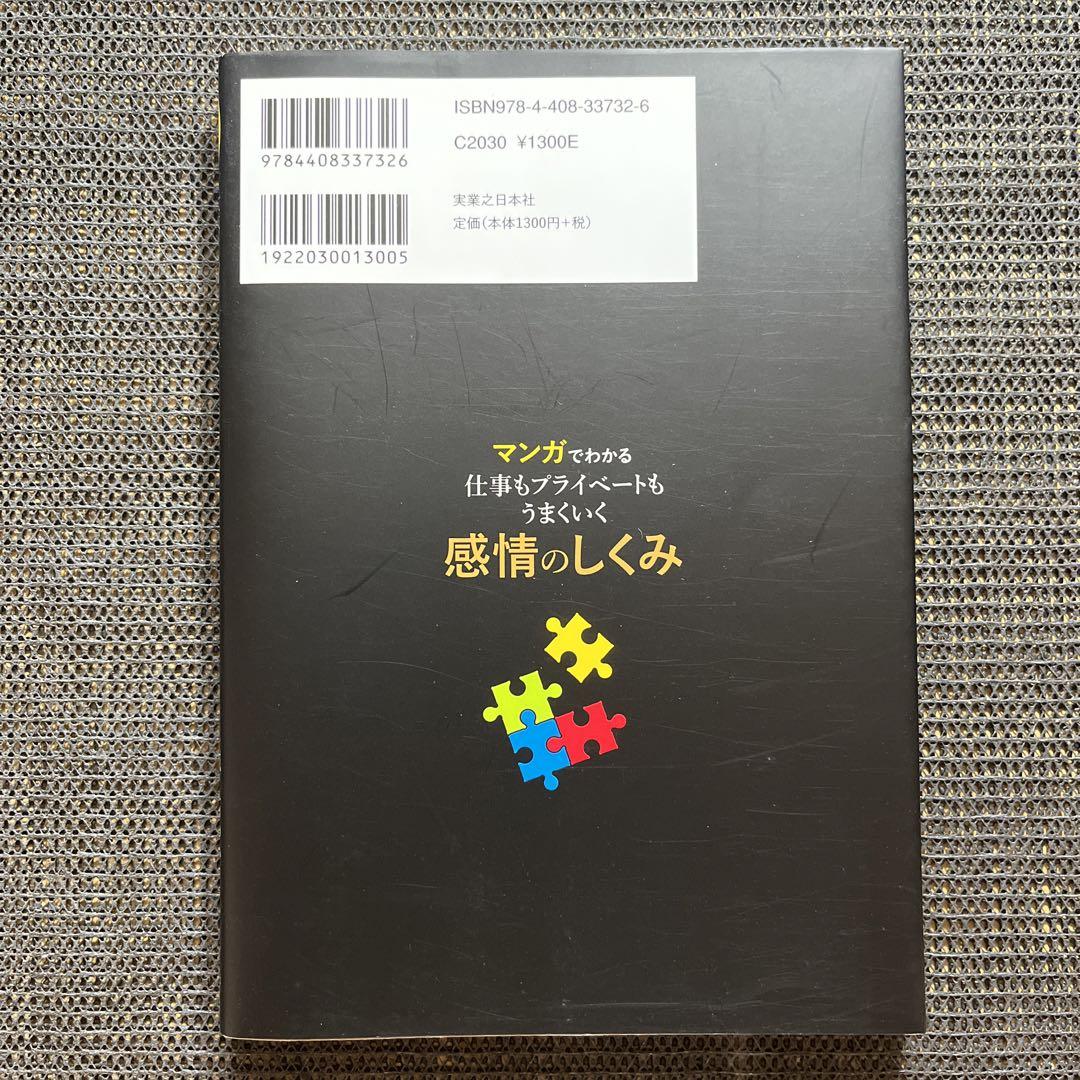 ISBN978-4-408-33732-6
C2030 ¥1300E
9784408337326
実業之日本社
定価(本体1300円+税)
1922030013005
マンガでわかる
仕事もプライベートも
うまくいく
感情のしくみ